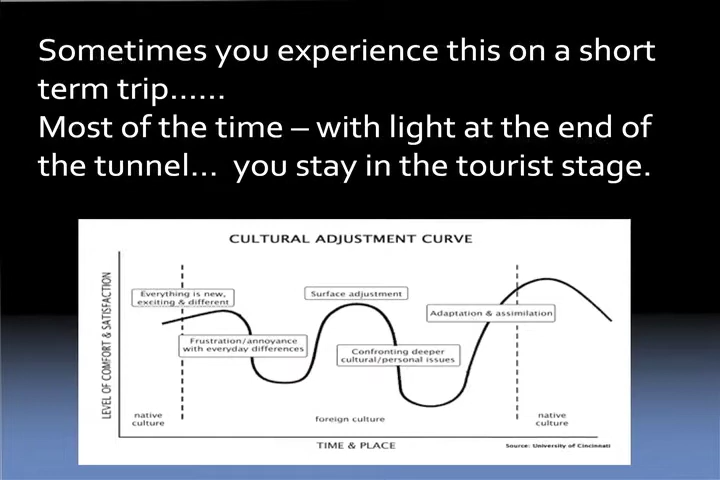 Sometimes you experience this on a short
term trip……
Most of the time – with light at the end of
the tunnel…  you stay in the tourist stage.
CULTURAL ADJUSTMENT CURVE
LEVEL OF COMFORT & SATISFACTION
Everything is new,
exciting & different
Surface adjustment
Adaptation & assimilation
Frustration/annoyance
with everyday differences
Confronting deeper
cultural/personal issues
native
culture
foreign culture
native
culture
TIME & PLACE
Source: University of Cincinnati